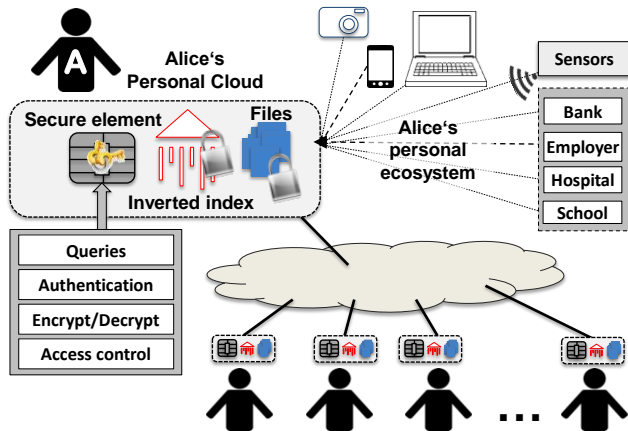 A
Alice‘s
Personal Cloud
Secure element
Files
Inverted index
Queries
Authentication
Encrypt/Decrypt
Access control
Alice‘s
personal
ecosystem
Sensors
Bank
Employer
Hospital
School
...